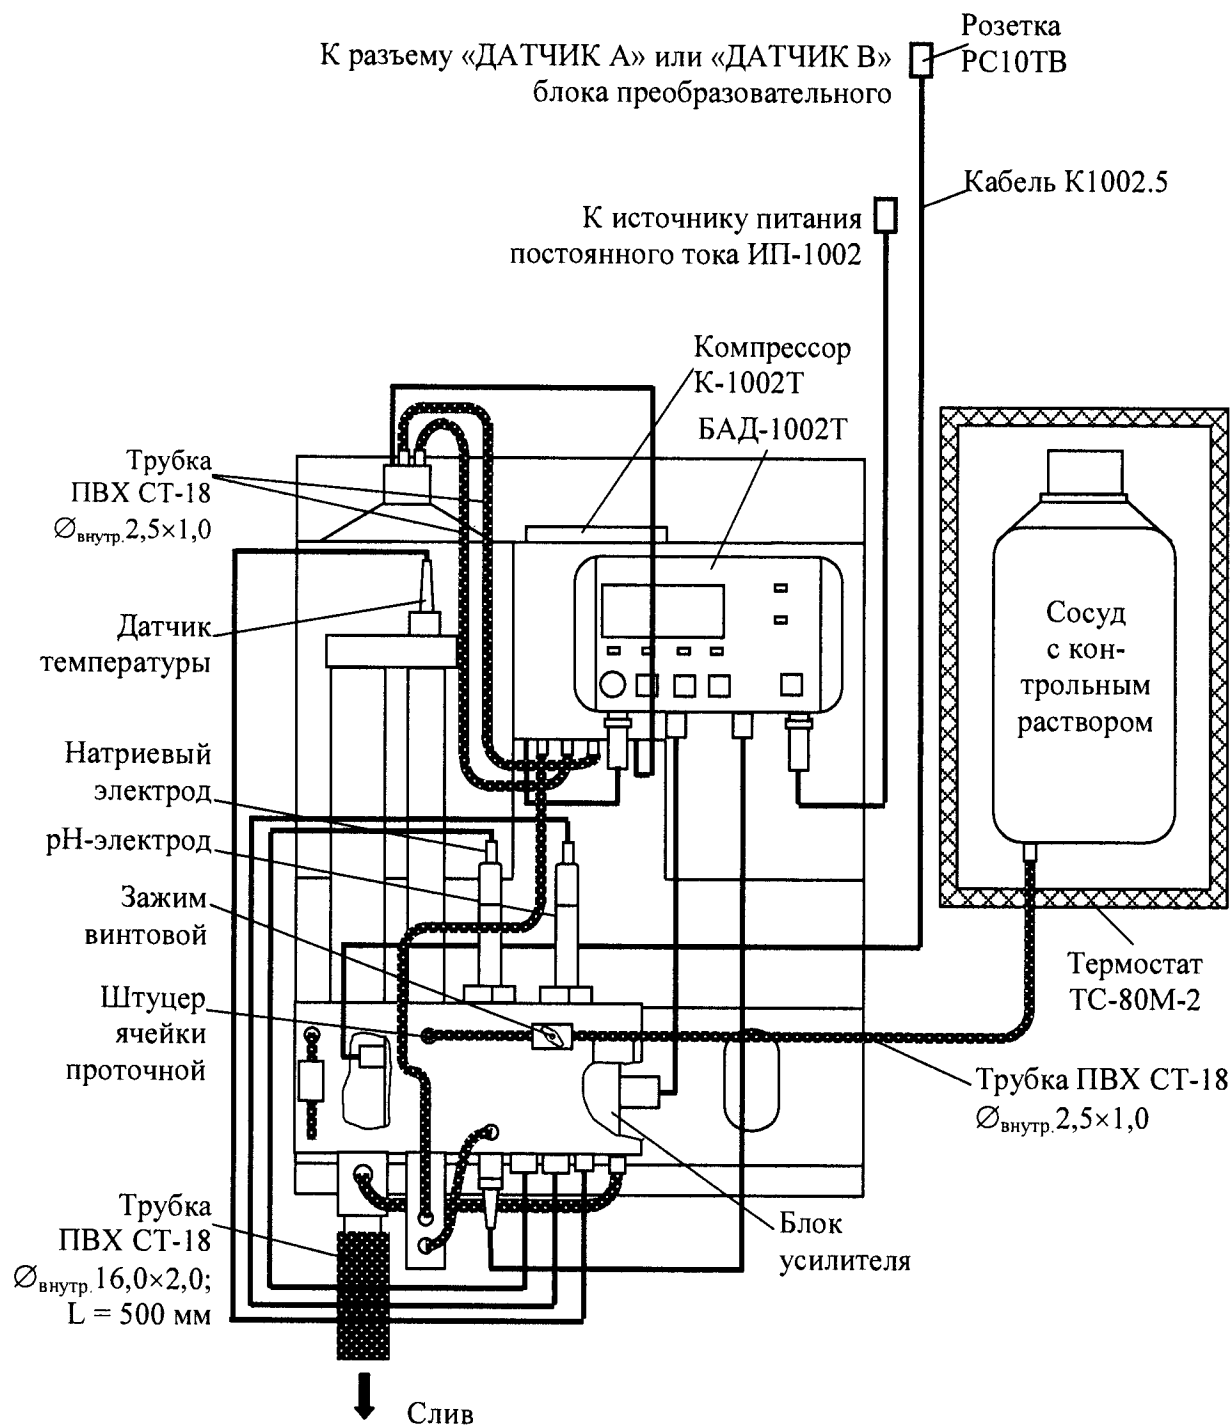 Розетка
РС10ТВ
К разъему «ДАТЧИК А» или «ДАТЧИК В»
блока преобразовательного
Кабель К1002.5
К источнику питания
постоянного тока ИП-1002
Компрессор
К-1002Т
БАД-1002Т
Трубка
ПВХ СТ-18
∅внутр.2,5×1,0
Датчик
температуры
Сосуд
с кон-
трольным
раствором
Натриевый
электрод
pH-электрод
Зажим
винтовой
Штуцер
ячейки
проточной
Термостат
ТС-80М-2
Трубка ПВХ СТ-18
∅внутр.2,5×1,0
Трубка
ПВХ СТ-18
∅внутр.16,0×2,0;
L = 500 мм
Блок
усилителя
Слив